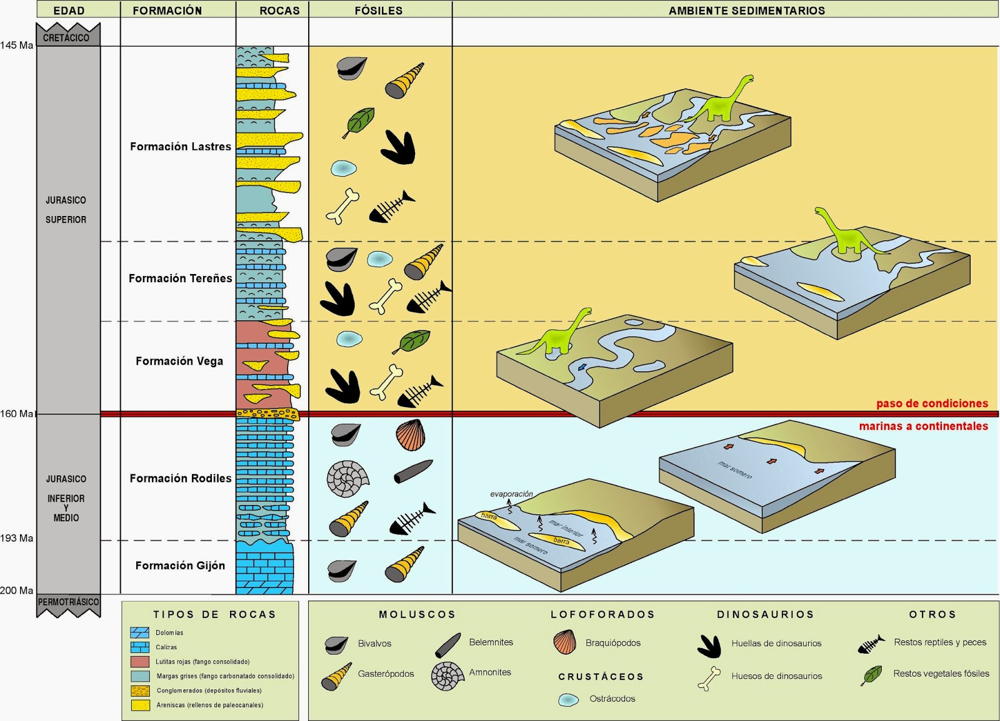 EDAD FORMACIÓN ROCAS FÓSILES AMBIENTE SEDIMENTARIOS
CRETÁCICO
145 Ma
Formación Lastres
JURASICO
SUPERIOR
Formación Tereñes
Formación Vega
paso de condiciones
160 Ma
marinas a continentales
mar somero
Formación Rodiles
JURASICO
INFERIOR
Y
MEDIO
evaporación
barra
mar interior
barra
mar somero
193 Ma
Formación Gijón
200 Ma
PERMOTRIÁSICO
TIPOS DE ROCAS
Dolomías
Calizas
Lutitas rojas (fango consolidado)
Margas grises (fango carbonatado consolidado)
Conglomerados (depósitos fluviales)
Areniscas (rellenos de paleocanales)
MOLUSCOS
Bivalvos
Belemnites
Gasterópodos
Amnonites
LOFOFORADOS
Braquiópodos
CRUSTÁCEOS
Ostrácodos
DINOSAURIOS
Huellas de dinosaurios
Huesos de dinosaurios
OTROS
Restos reptiles y peces
Restos vegetales fósiles